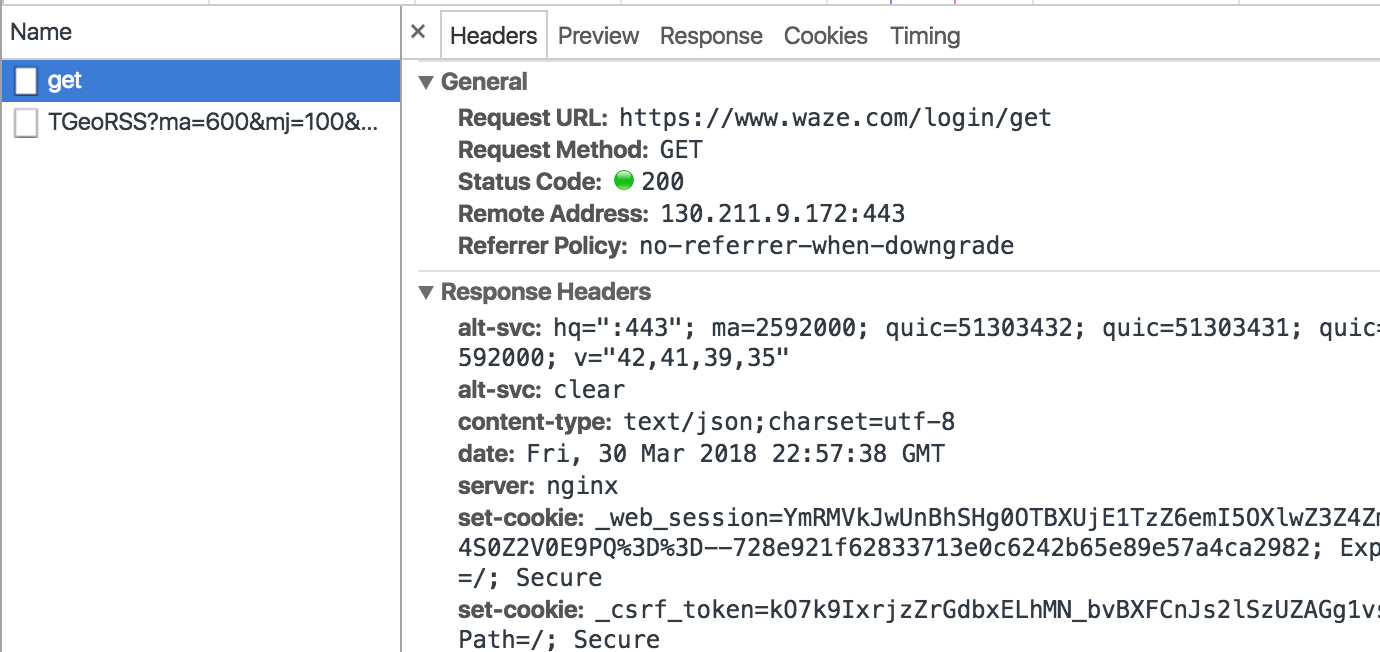 Name
Headers Preview Response Cookies Timing
get
TGeoRSS?ma=600&mj=100&...
General
Request URL: https://www.waze.com/login/get
Request Method: GET
Status Code: 200
Remote Address: 130.211.9.172:443
Referrer Policy: no-referrer-when-downgrade
Response Headers
alt-svc: hq=":443"; ma=2592000; quic=51303432; quic=51303431; quic=
592000; v="42,41,39,35"
alt-svc: clear
content-type: text/json;charset=utf-8
date: Fri, 30 Mar 2018 22:57:38 GMT
server: nginx
set-cookie: _web_session=YmRMVkJwUnBhSHg0OTBXUjE1TzZ6emI5OXlwZ3Z4Zm
4S0Z2V0E9PQ%3D%3D--728e921f62833713e0c6242b65e89e57a4ca2982; Exp
=/; Secure
set-cookie: _csrf_token=kO7k9IxrjzZrGdbxELhMN_bvBXFCnJs2lSzUZAGg1vs
Path=/; Secure